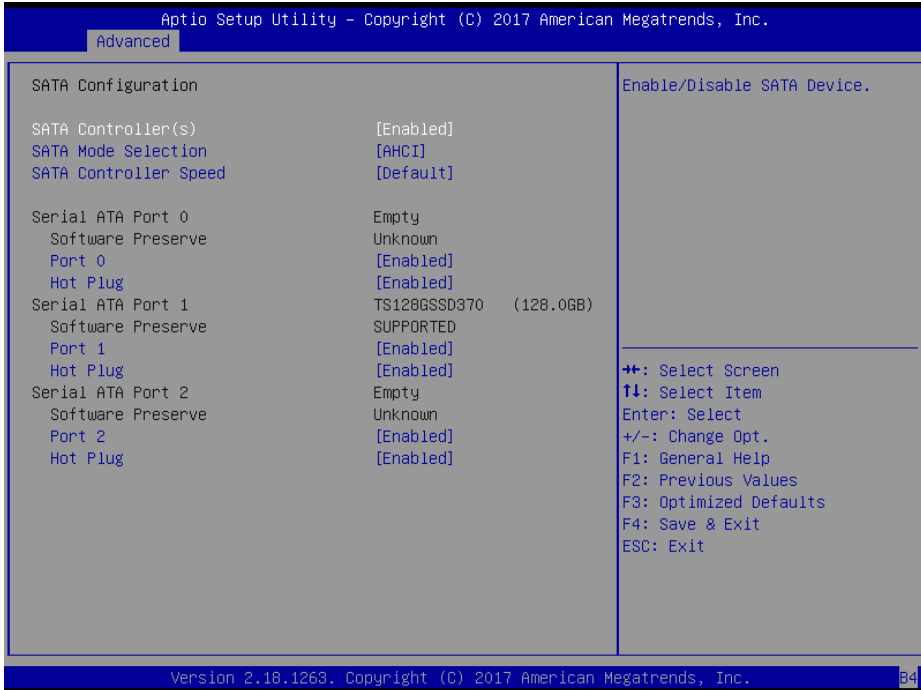 Aptio Setup Utility – Copyright (C) 2017 American Megatrends, Inc.
Advanced
SATA Configuration
SATA Controller(s) [Enabled]
SATA Mode Selection [AHCI]
SATA Controller Speed [Default]
Serial ATA Port 0 Empty
Software Preserve Unknown
Port 0 [Enabled]
Hot Plug [Enabled]
Serial ATA Port 1 TS128GSSD370 (128.0GB)
Software Preserve SUPPORTED
Port 1 [Enabled]
Hot Plug [Enabled]
Serial ATA Port 2 Empty
Software Preserve Unknown
Port 2 [Enabled]
Hot Plug [Enabled]
Enable/Disable SATA Device.
→←: Select Screen
↑↓: Select Item
Enter: Select
+/-: Change Opt.
F1: General Help
F2: Previous Values
F3: Optimized Defaults
F4: Save & Exit
ESC: Exit
Version 2.18.1263. Copyright (C) 2017 American Megatrends, Inc.
B4